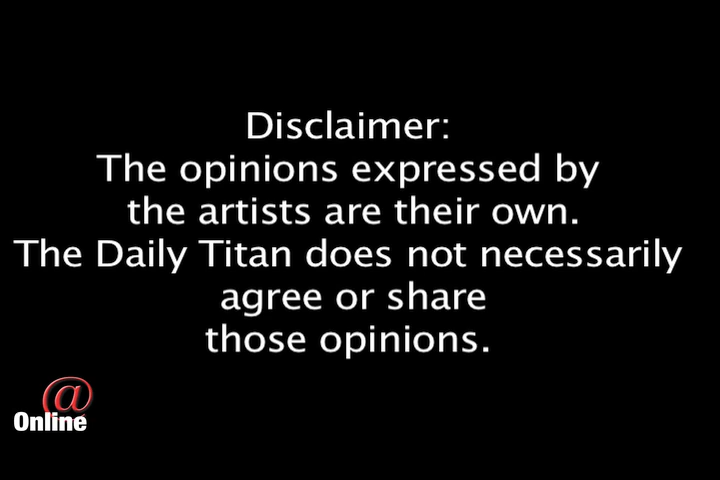 Disclaimer:
The opinions expressed by
the artists are their own.
The Daily Titan does not necessarily
agree or share
those opinions.
@
Online